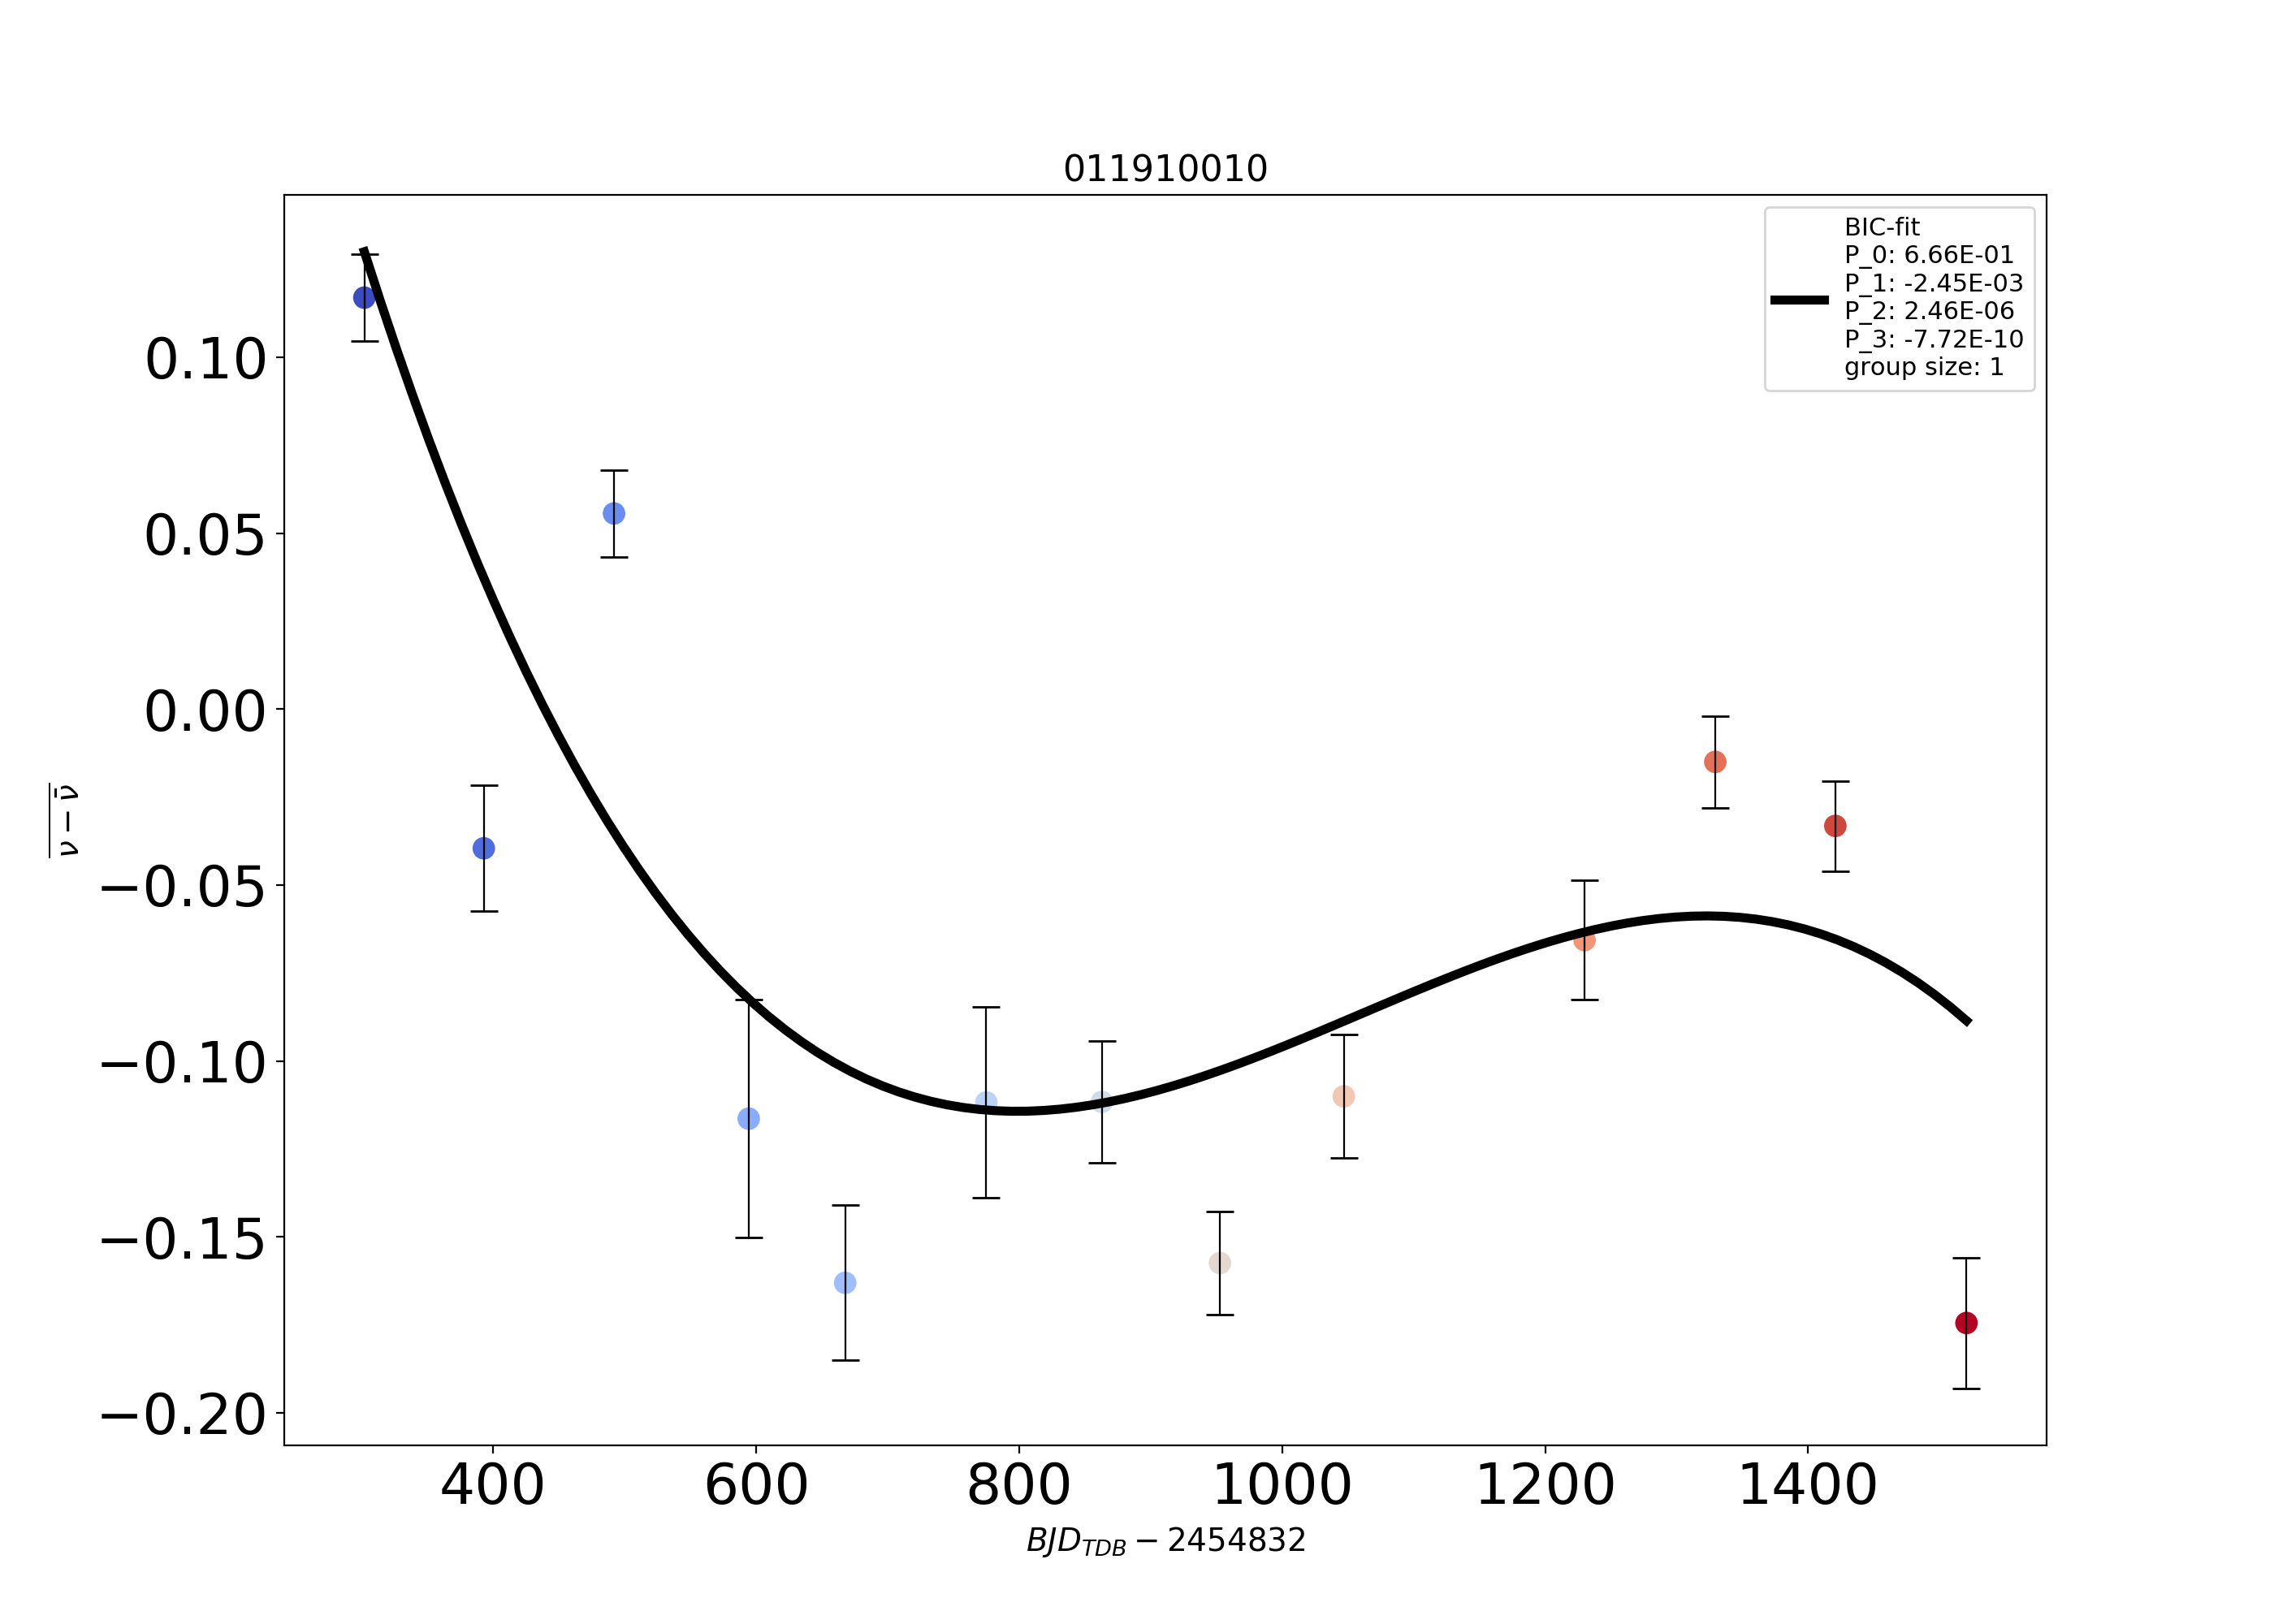 011910010
BIC-fit
P_0: 6.66E-01
P_1: -2.45E-03
P_2: 2.46E-06
P_3: -7.72E-10
group size: 1
0.10
0.05
0.00
−0.05
−0.10
−0.15
−0.20
ν − ν̄
400 600 800 1000 1200 1400
BJD_TDB − 2454832